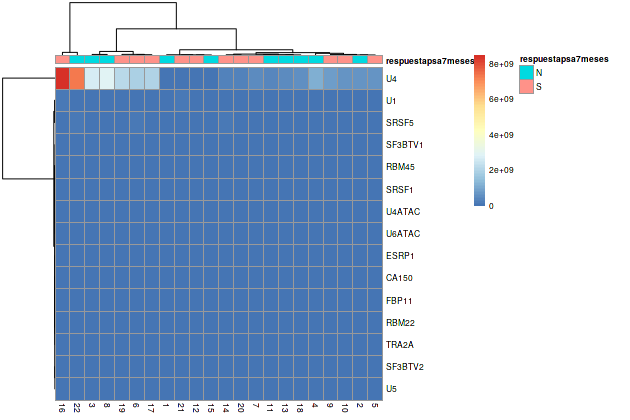 respuestapsa7meses
U4
U1
SRSF5
SF3BTV1
RBM45
SRSF1
U4ATAC
U6ATAC
ESRP1
CA150
FBP11
RBM22
TRA2A
SF3BTV2
U5
16 22 3 8 19 6 17 1 21 12 15 14 20 7 11 13 18 4 9 10 2 5
8e+09
6e+09
4e+09
2e+09
0
respuestapsa7meses
N
S